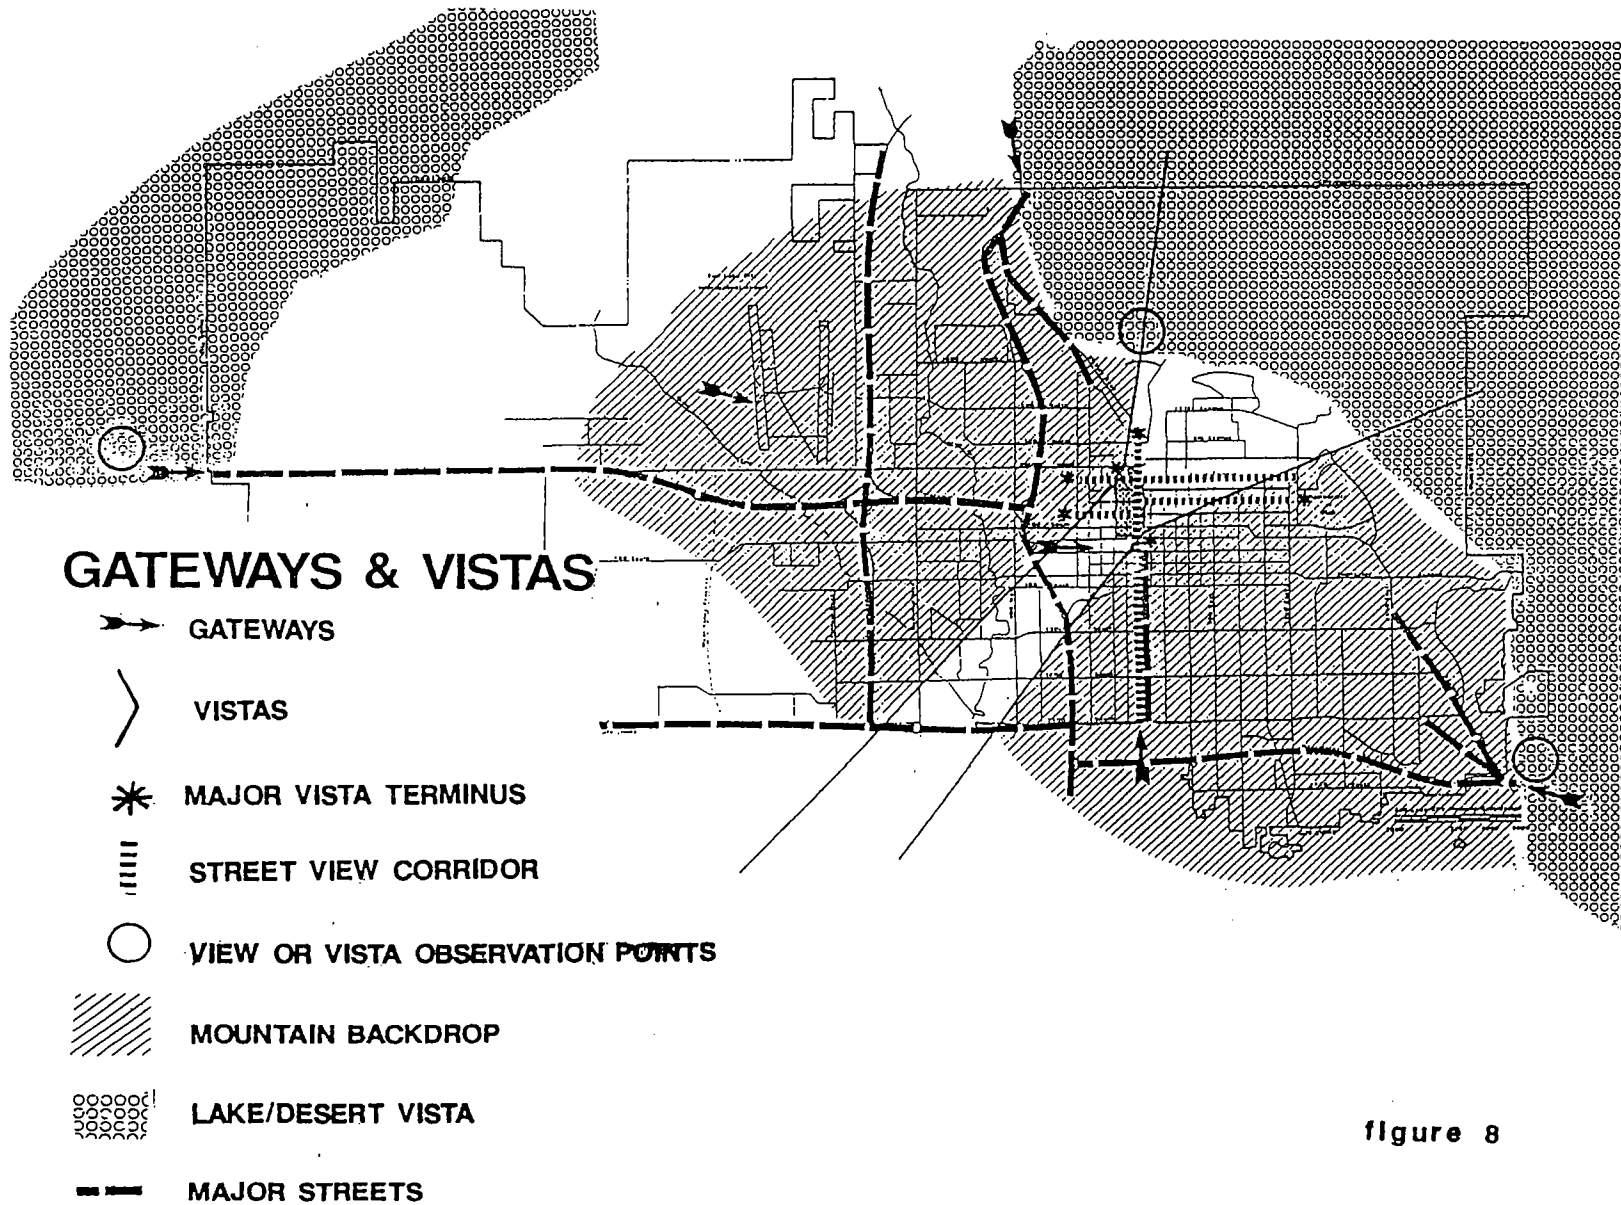 GATEWAYS & VISTAS
GATEWAYS
VISTAS
MAJOR VISTA TERMINUS
STREET VIEW CORRIDOR
VIEW OR VISTA OBSERVATION POINTS
MOUNTAIN BACKDROP
LAKE/DESERT VISTA
MAJOR STREETS
figure 8